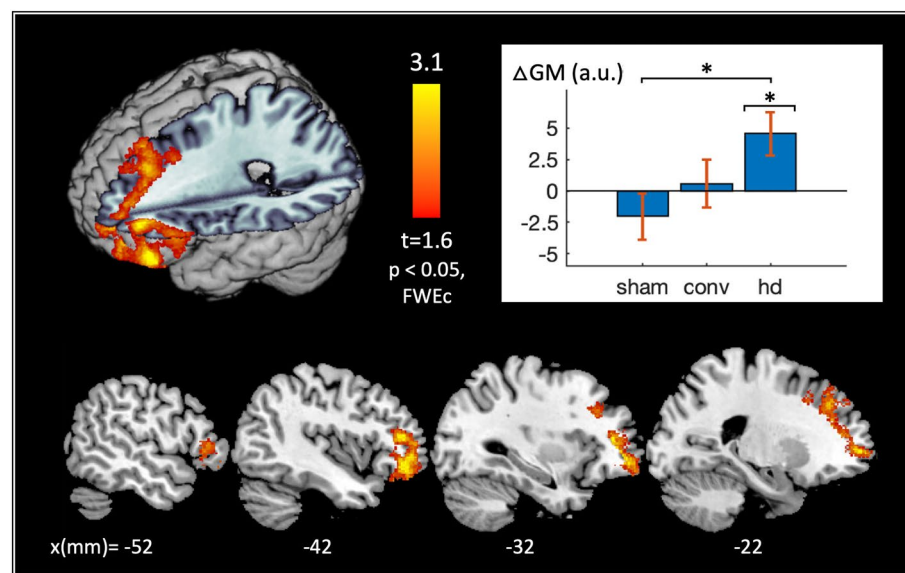 3.1
t=1.6
p < 0.05,
FWEc
△GM (a.u.)
*
*
5
2.5
0
-2.5
-5
sham conv hd
x(mm)= -52 -42 -32 -22